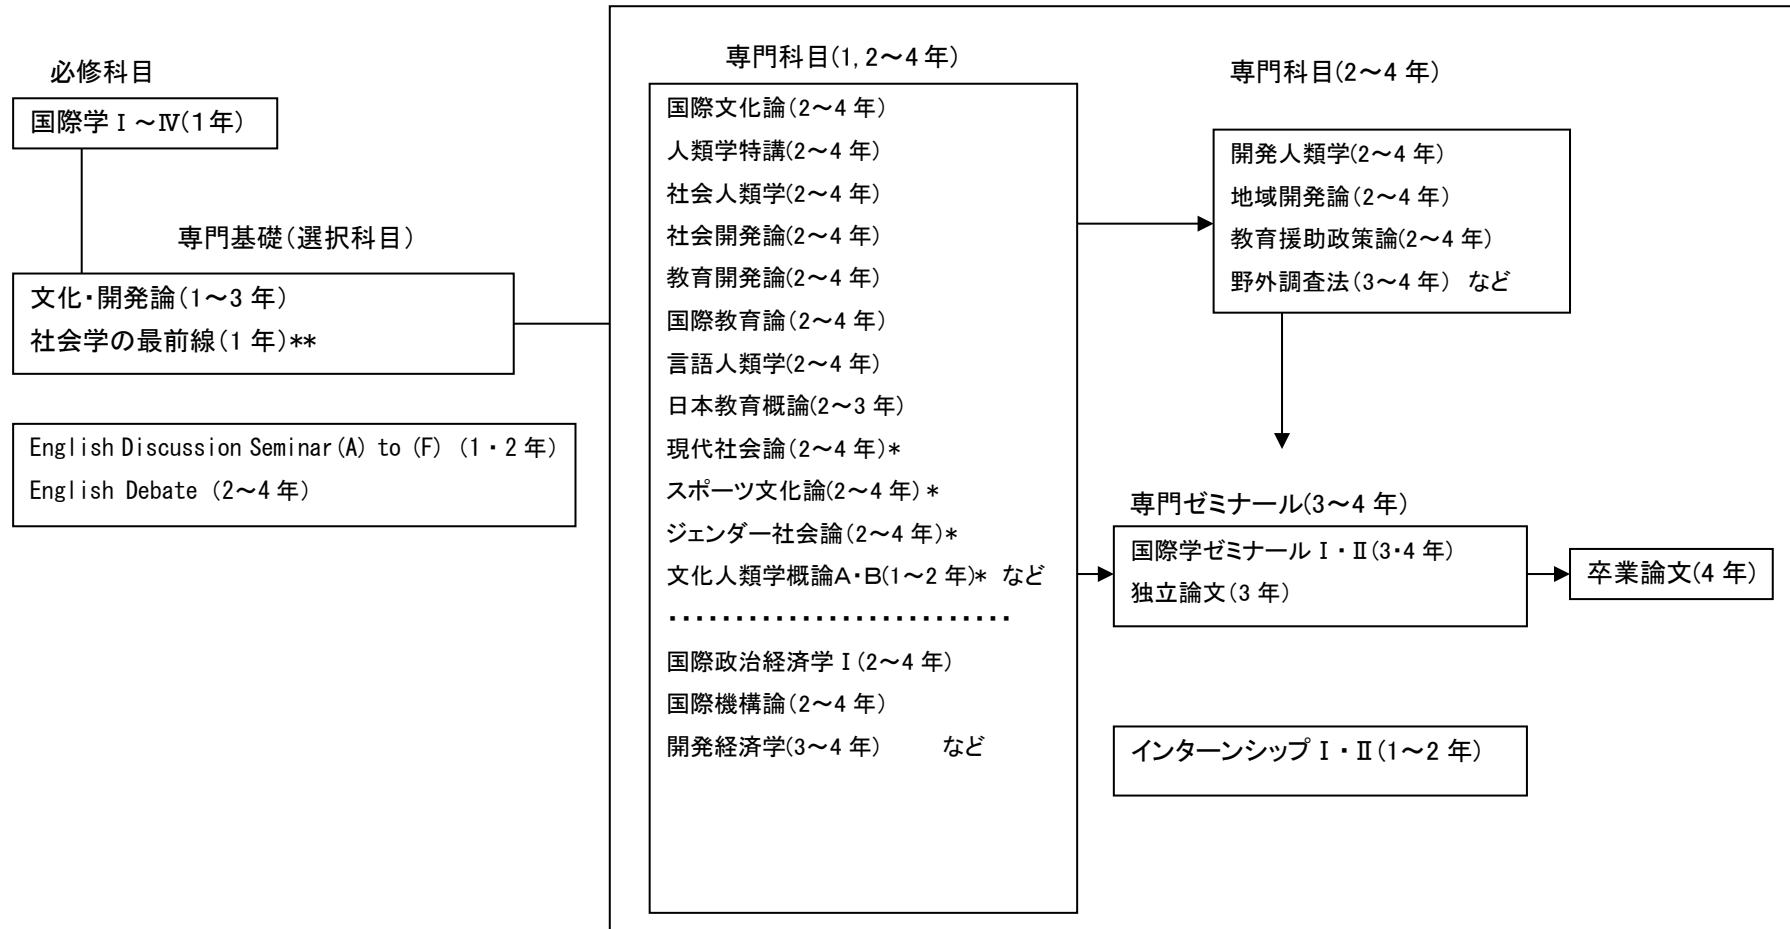 必修科目
国際学Ⅰ～Ⅳ(1年)
専門基礎(選択科目)
文化・開発論(1～3 年)
社会学の最前線(1 年)**
English Discussion Seminar(A) to (F) (1・2 年)
English Debate (2～4 年)
専門科目(1, 2～4 年)
国際文化論(2～4 年)
人類学特講(2～4 年)
社会人類学(2～4 年)
社会開発論(2～4 年)
教育開発論(2～4 年)
国際教育論(2～4 年)
言語人類学(2～4 年)
日本教育概論(2～3 年)
現代社会論(2～4 年)*
スポーツ文化論(2～4 年)*
ジェンダー社会論(2～4 年)*
文化人類学概論A・B(1～2 年)* など
・・・・・・・・・・・・・・・・・・・・・・・・・・
国際政治経済学Ⅰ(2～4 年)
国際機構論(2～4 年)
開発経済学(3～4 年) など
専門科目(2～4 年)
開発人類学(2～4 年)
地域開発論(2～4 年)
教育援助政策論(2～4 年)
野外調査法(3～4 年) など
専門ゼミナール(3～4 年)
国際学ゼミナールⅠ・Ⅱ(3・4 年)
独立論文(3 年)
卒業論文(4 年)
インターンシップⅠ・Ⅱ(1～2 年)